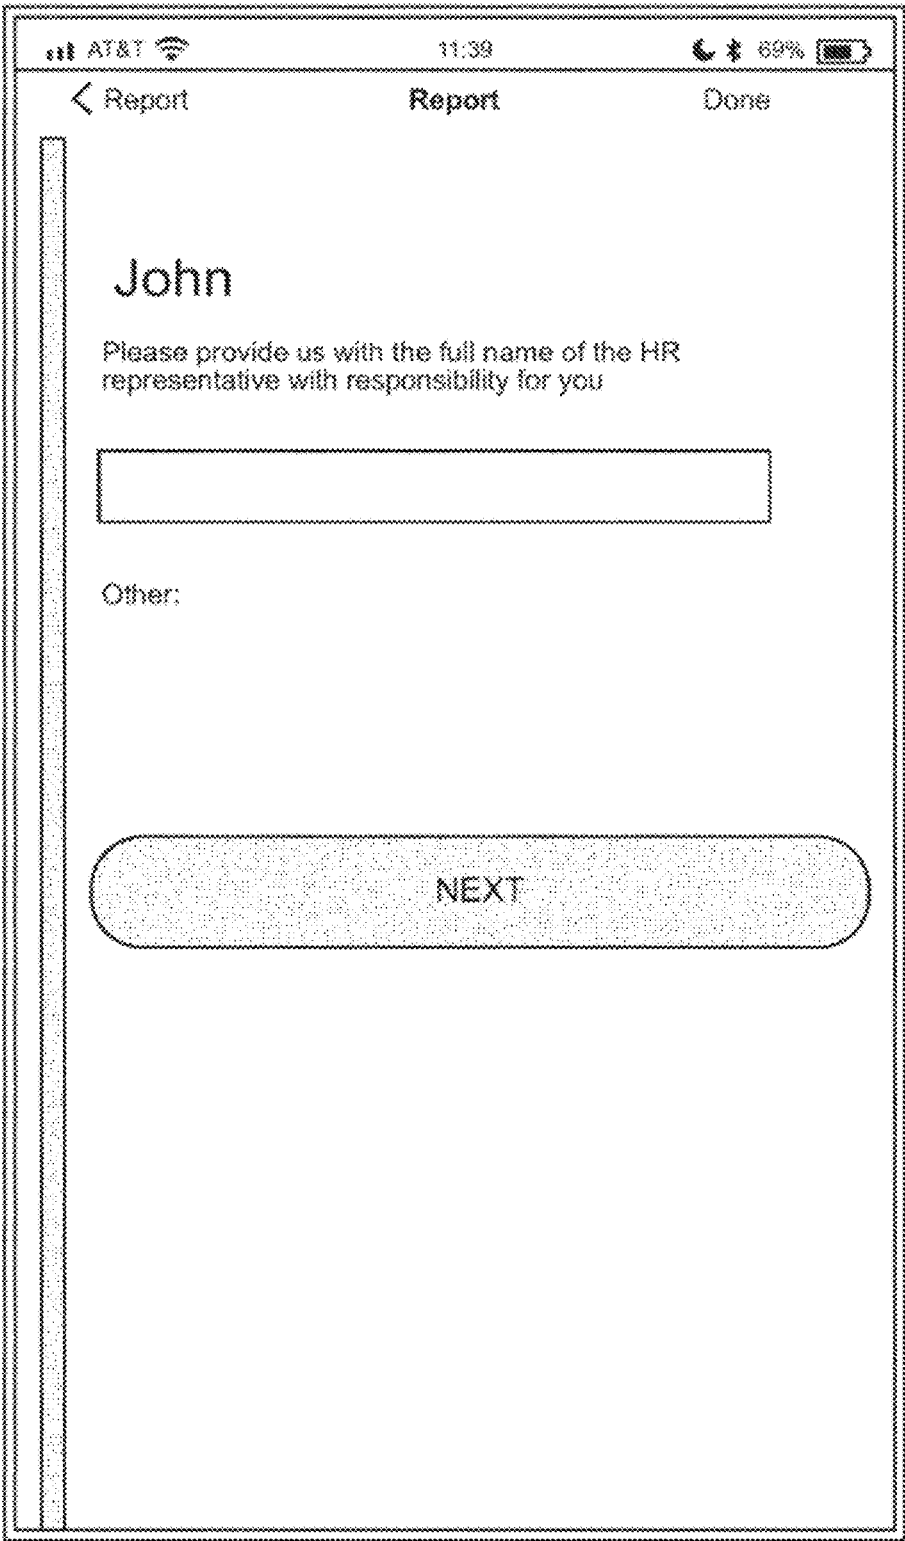 AT&T 11:39 69%
Report Report Done
John
Please provide us with the full name of the HR
representative with responsibility for you
Other:
NEXT